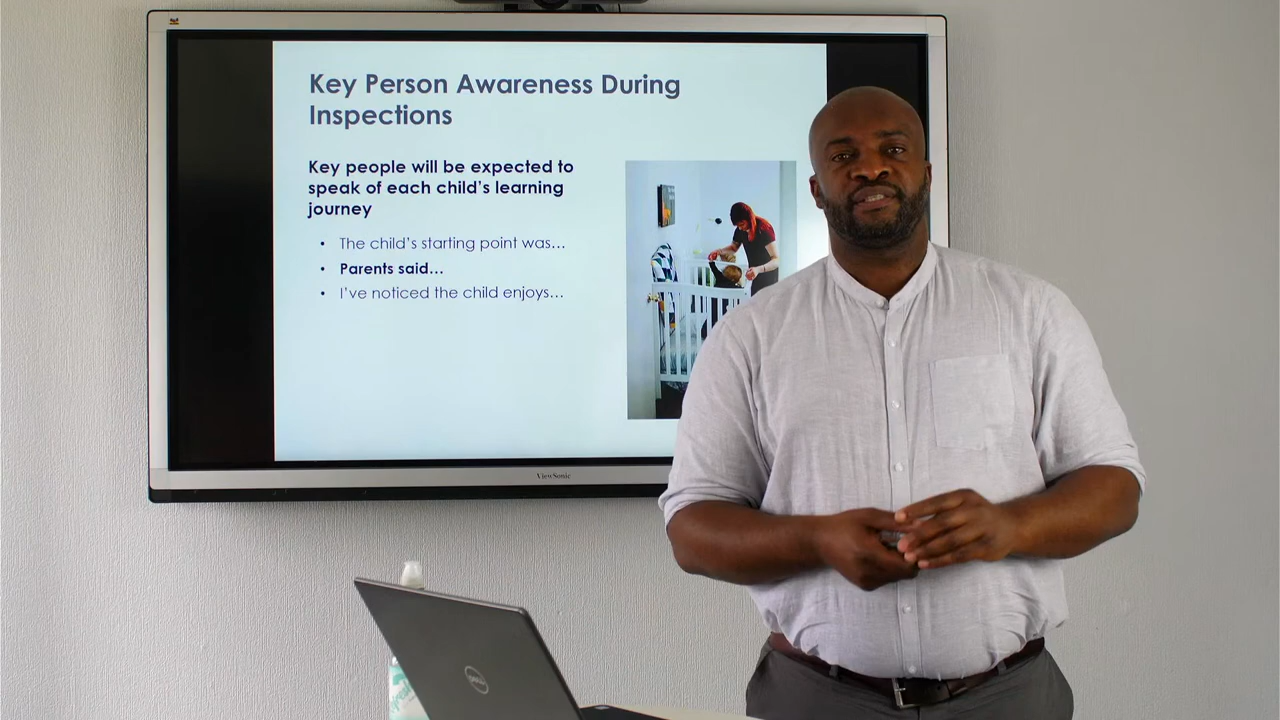 Key Person Awareness During
Inspections
Key people will be expected to
speak of each child's learning
journey
• The child's starting point was...
• Parents said...
• I've noticed the child enjoys...
ViewSonic
DELL